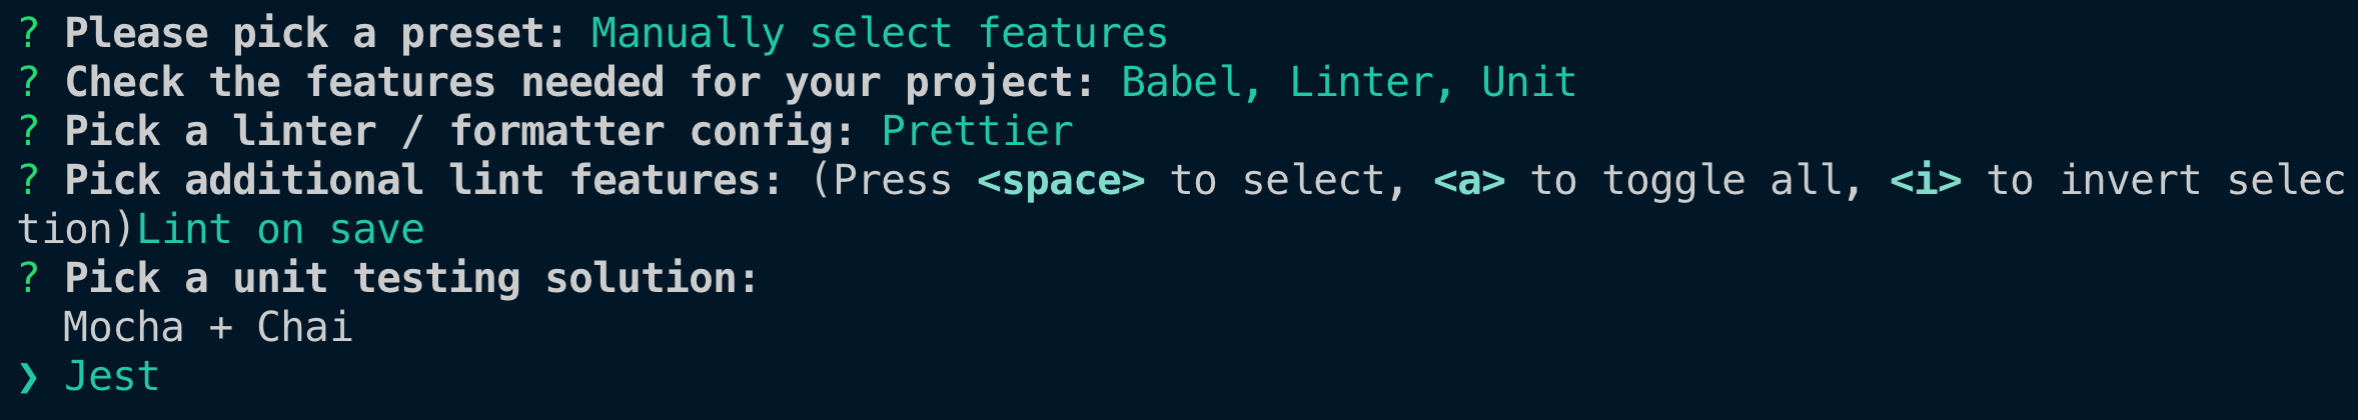 ? Please pick a preset: Manually select features
? Check the features needed for your project: Babel, Linter, Unit
? Pick a linter / formatter config: Prettier
? Pick additional lint features: (Press <space> to select, <a> to toggle all, <i> to invert selec
tion)Lint on save
? Pick a unit testing solution:
Mocha + Chai
❯ Jest